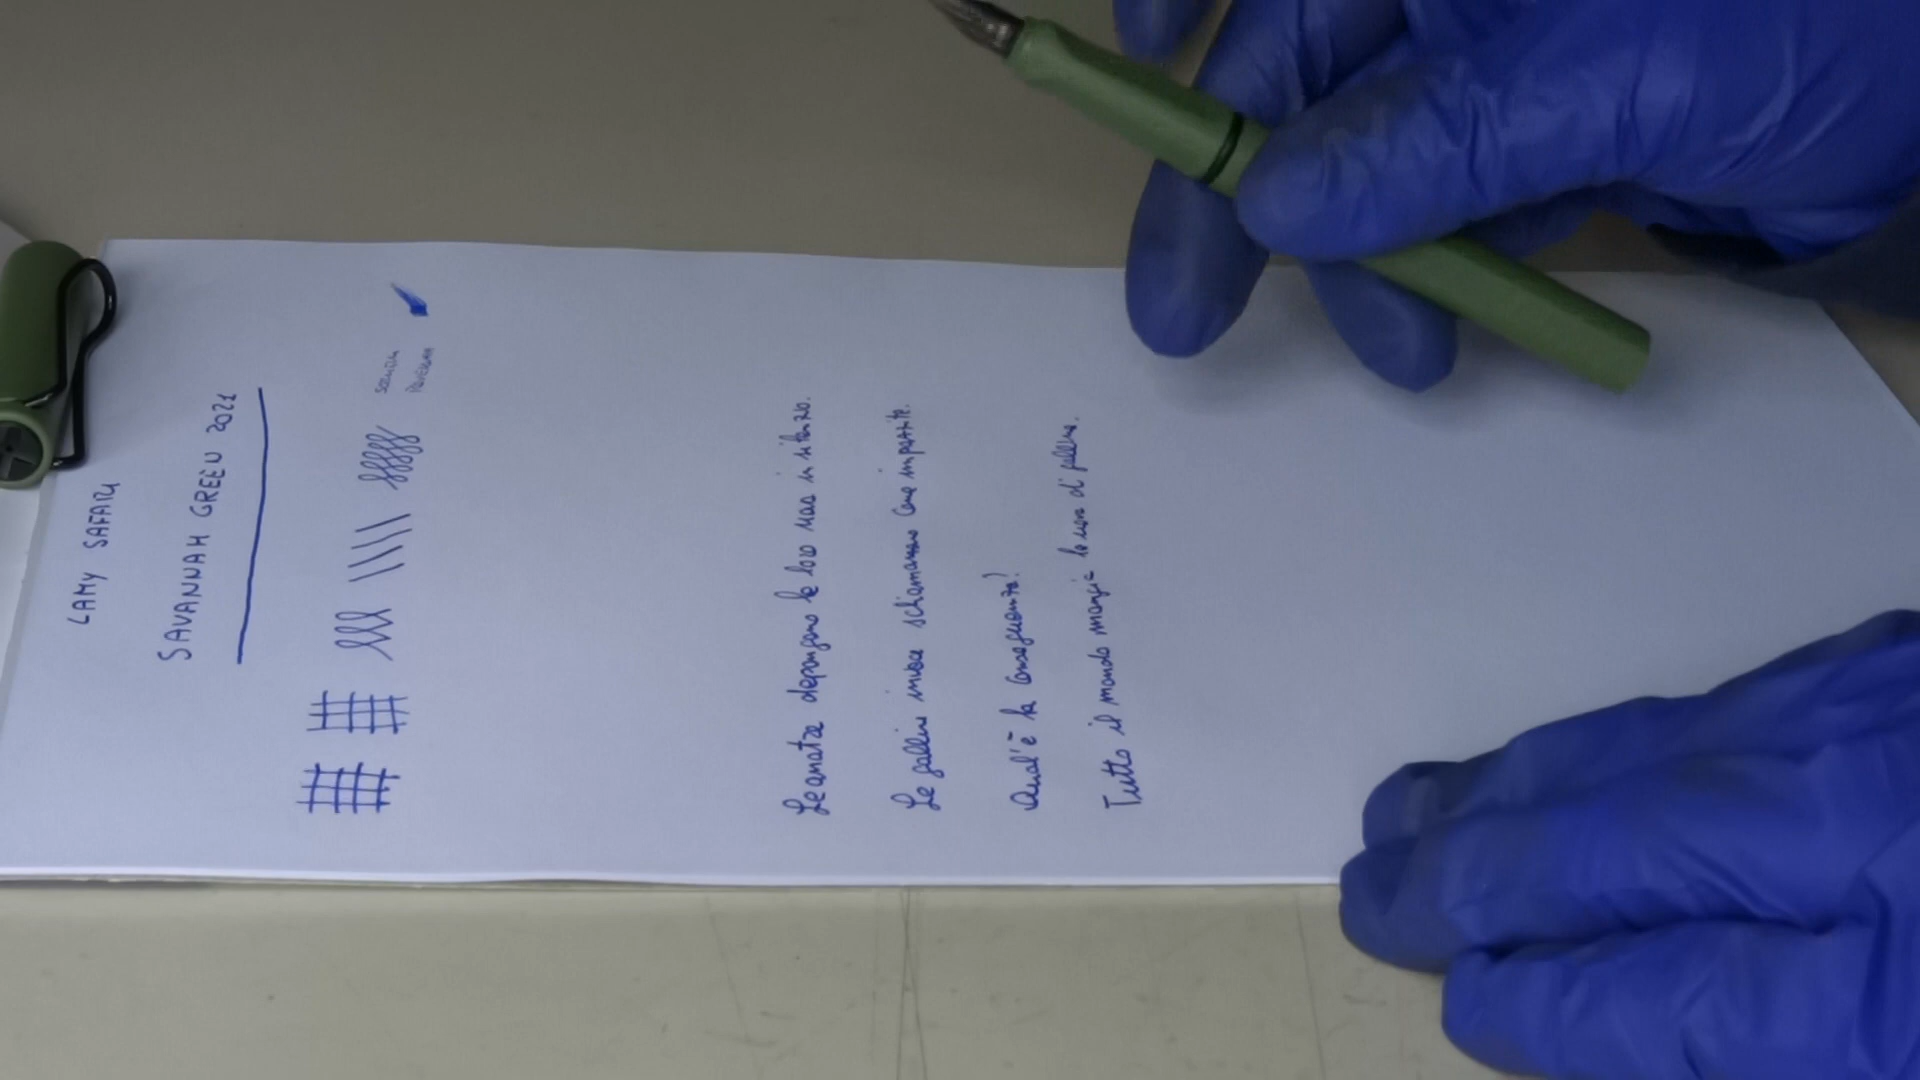 LAMY SAFARI
SAVANNAH GREEN 2021
Le anatre depongono le loro uova in silenzio.
Le galline invece schiamazzano come impazzite.
Qual'è la conseguenza?
Tutto il mondo mangia le uova di gallina.